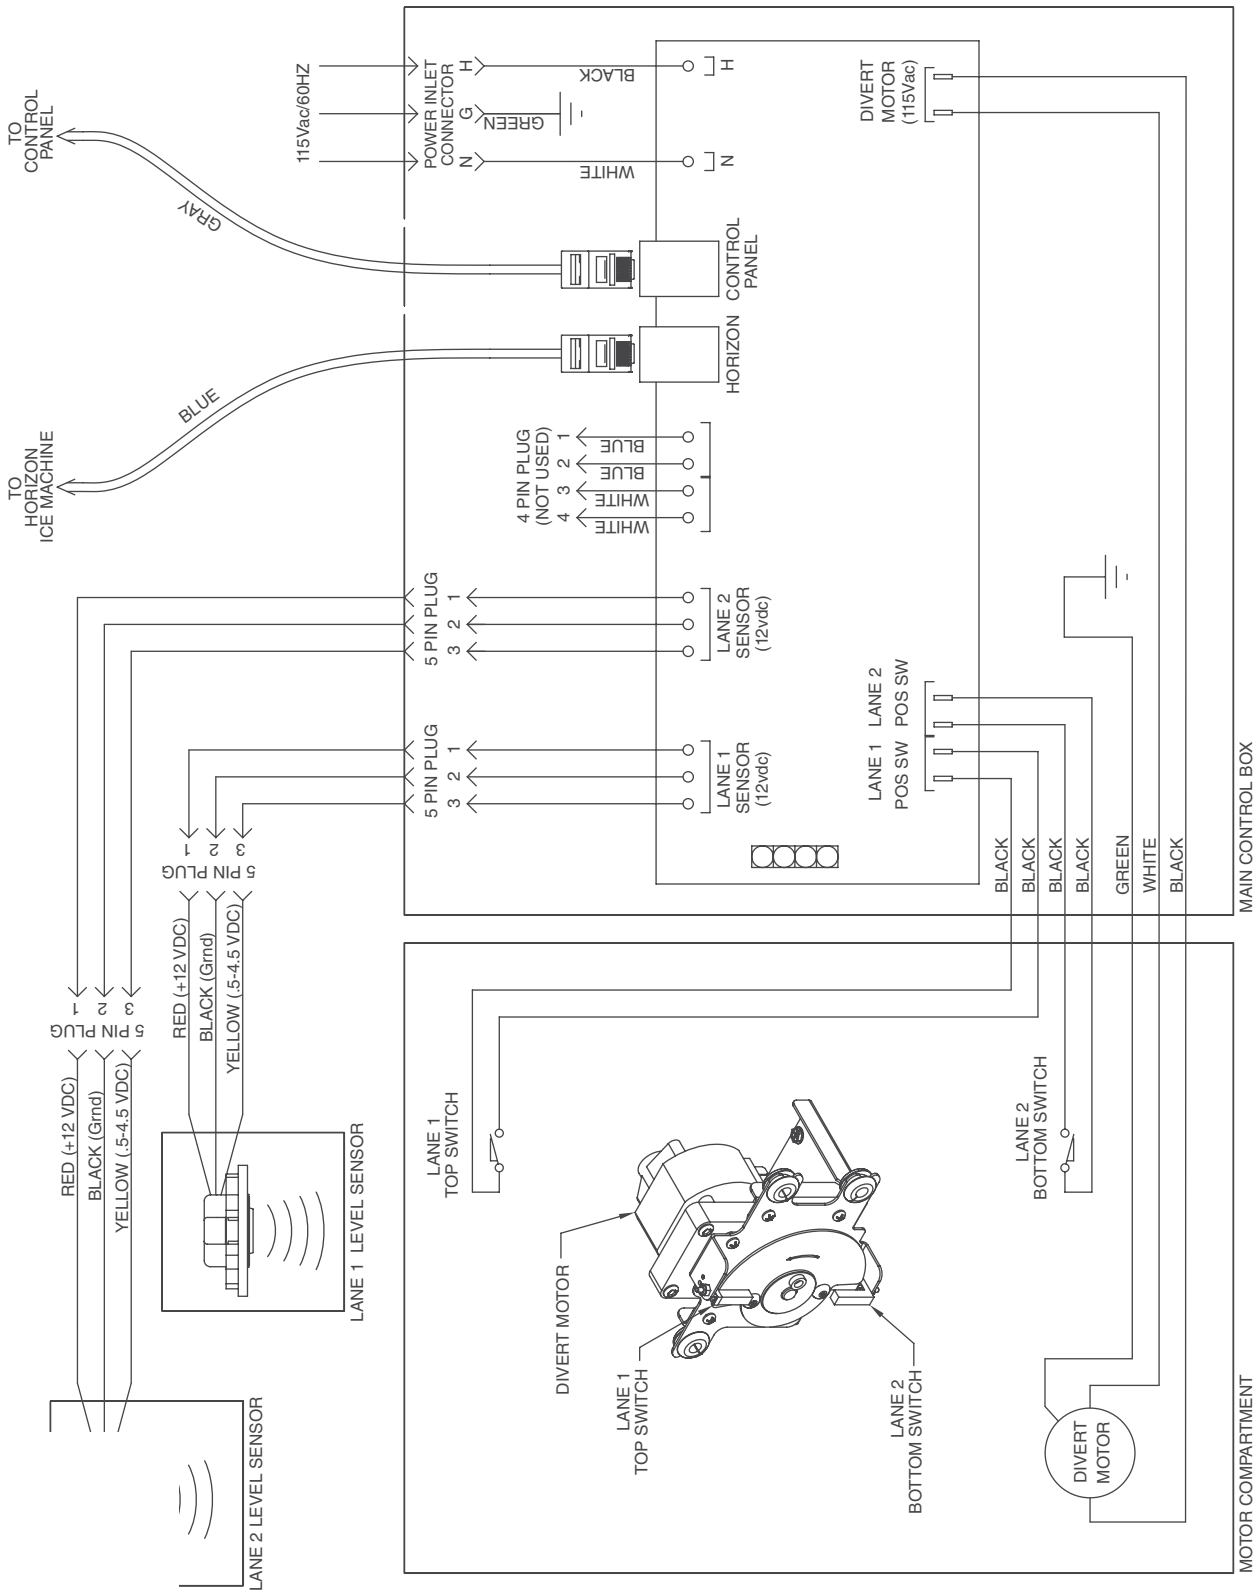 TO
CONTROL
PANEL
GRAY
TO
HORIZON
ICE MACHINE
BLUE
115Vac/60HZ
POWER INLET
CONNECTOR
N
G
H
WHITE
GREEN
BLACK
N
H
CONTROL
PANEL
HORIZON
4 PIN PLUG
(NOT USED)
4
3
2
1
WHITE
WHITE
BLUE
BLUE
5 PIN PLUG
3
2
1
LANE 2
SENSOR
(12vdc)
5 PIN PLUG
3
2
1
LANE 1
SENSOR
(12vdc)
DIVERT
MOTOR
(115Vac)
LANE 1
POS SW
LANE 2
POS SW
BLACK
BLACK
BLACK
BLACK
GREEN
WHITE
BLACK
MAIN CONTROL BOX
1
2
3
5 PIN PLUG
RED (+12 VDC)
BLACK (Grnd)
YELLOW (.5-4.5 VDC)
LANE 1 LEVEL SENSOR
1
2
3
5 PIN PLUG
RED (+12 VDC)
BLACK (Grnd)
YELLOW (.5-4.5 VDC)
LANE 2 LEVEL SENSOR
LANE 1
TOP SWITCH
LANE 2
BOTTOM SWITCH
DIVERT MOTOR
LANE 1
TOP SWITCH
LANE 2
BOTTOM SWITCH
DIVERT
MOTOR
MOTOR COMPARTMENT